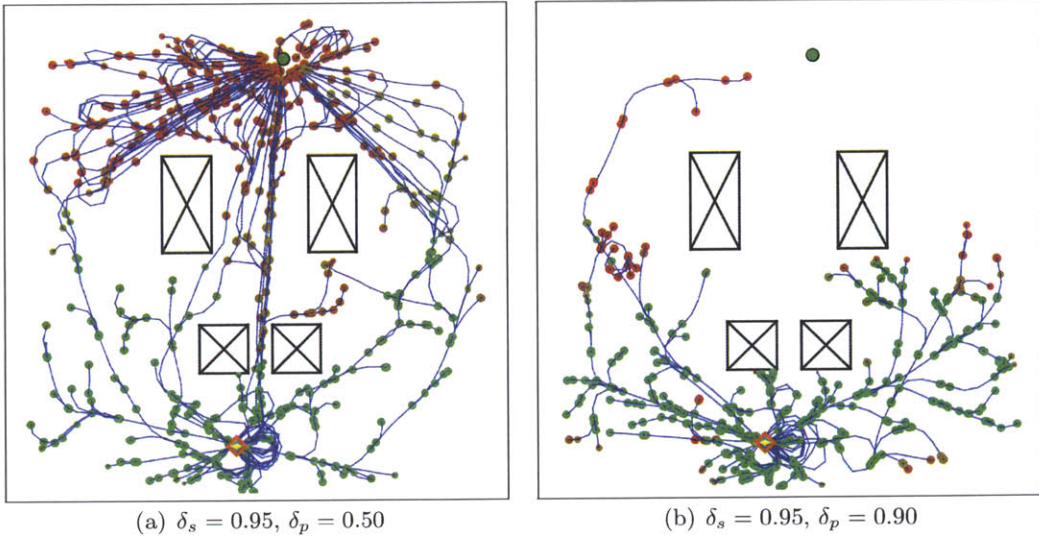 (a) δ_s = 0.95, δ_p = 0.50
(b) δ_s = 0.95, δ_p = 0.90